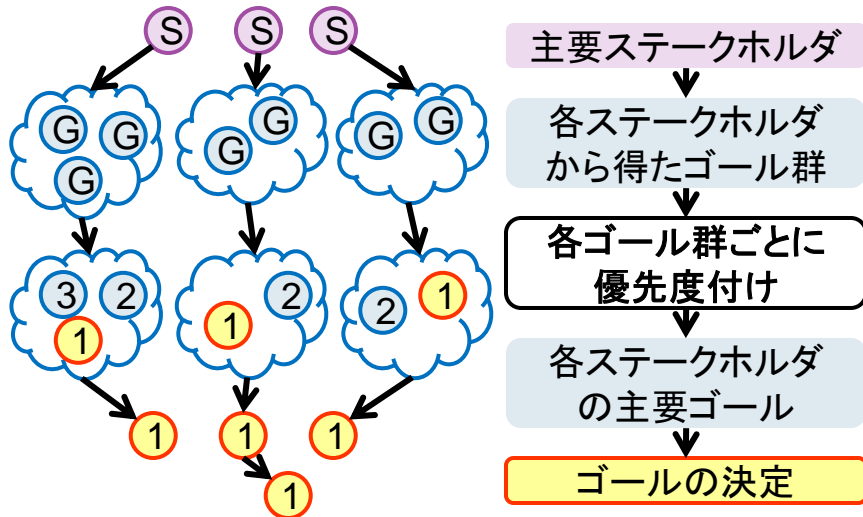 S S S
主要ステークホルダ
G G G G G G G
各ステークホルダ
から得たゴール群
各ゴール群ごとに
優先度付け
3 2 1 1 2 2 1
各ステークホルダ
の主要ゴール
1 1 1
ゴールの決定
1